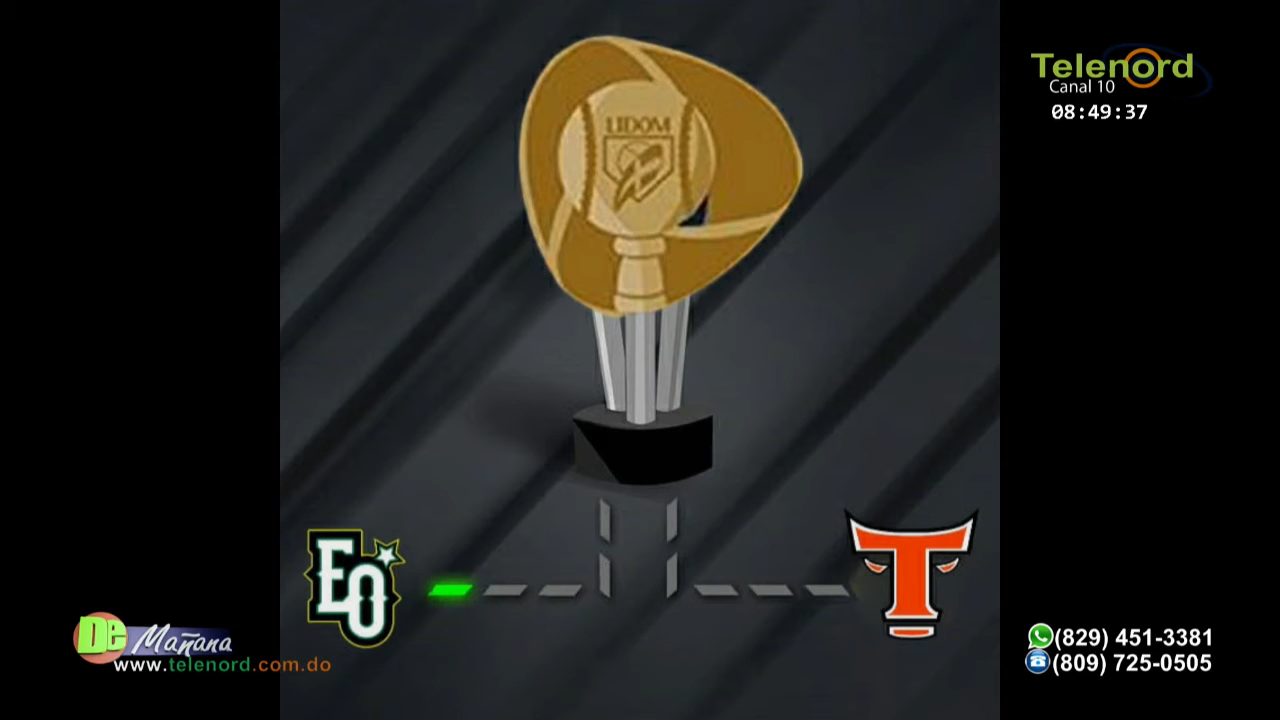 LIDOM
Telenord
Canal 10
08:49:37
EO
T
De Mañana
www.telenord.com.do
(829) 451-3381
(809) 725-0505